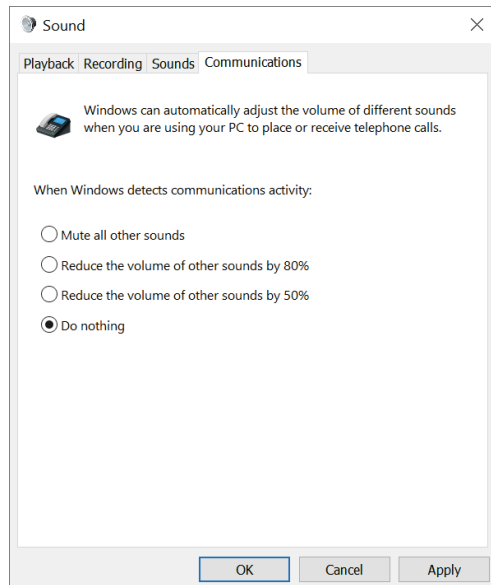 Sound
Playback Recording Sounds Communications
Windows can automatically adjust the volume of different sounds
when you are using your PC to place or receive telephone calls.
When Windows detects communications activity:
Mute all other sounds
Reduce the volume of other sounds by 80%
Reduce the volume of other sounds by 50%
Do nothing
OK Cancel Apply